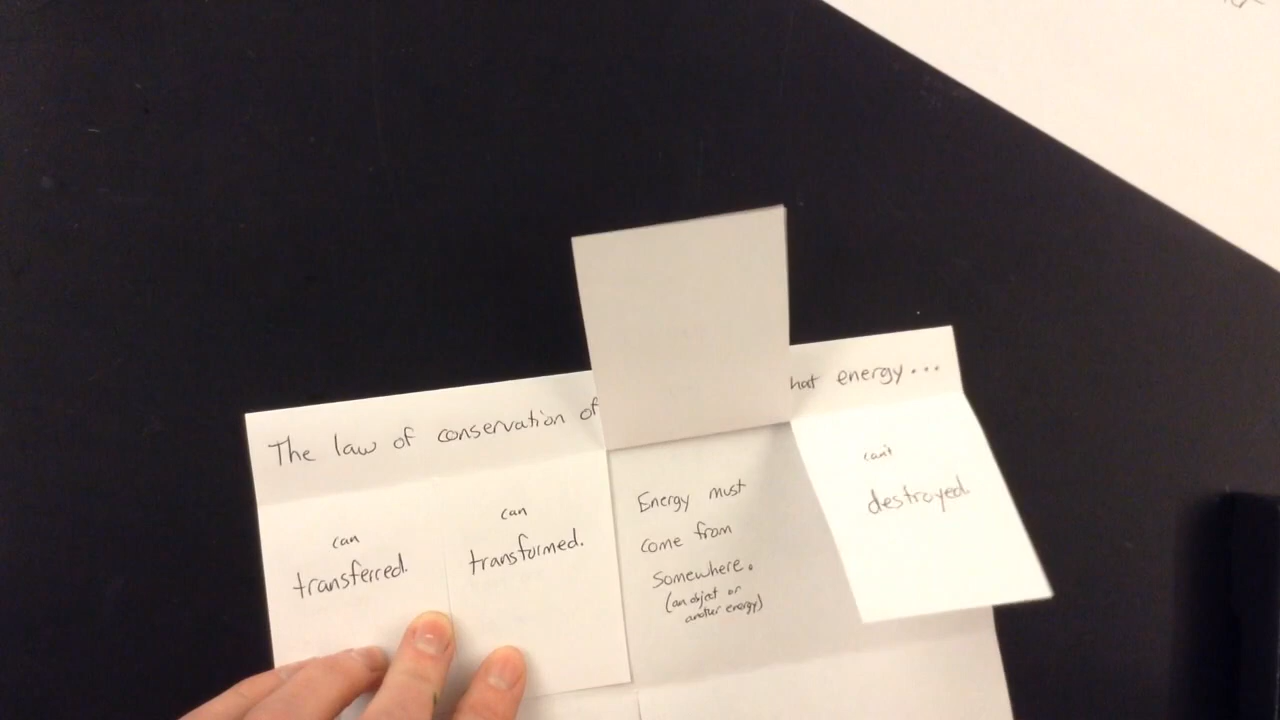 The law of conservation of
hat energy...
can
transferred.
can
transformed.
Energy must
come from
Somewhere.
(an object or
another energy)
can't
destroyed.